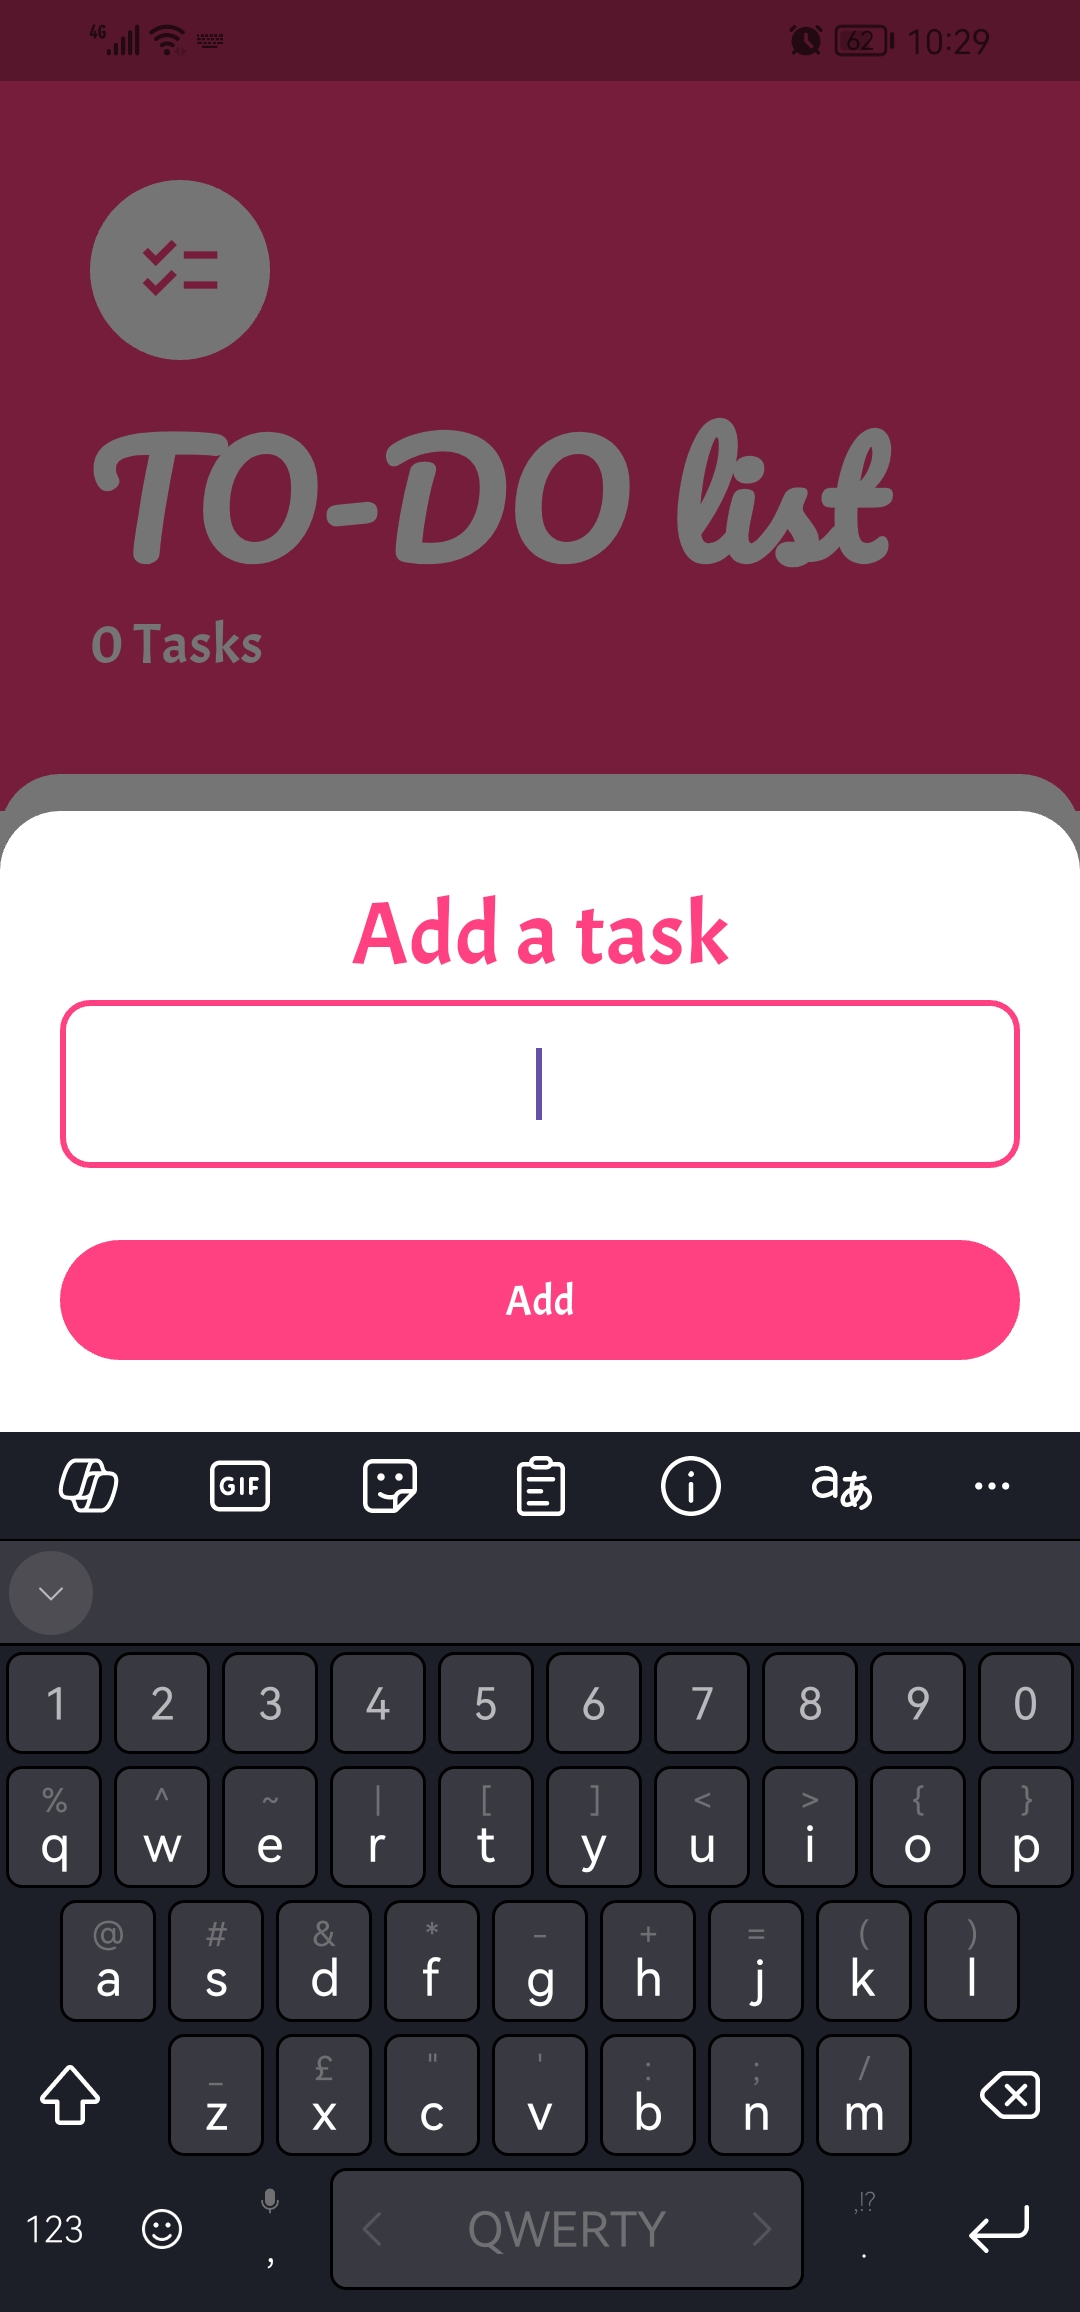 4G 62 10:29
TO-DO list
0 Tasks
Add a task
Add
GIF aあ ...
1 2 3 4 5 6 7 8 9 0
% ^ ~ | [ ] < > { }
q w e r t y u i o p
@ # & * - + = ( )
a s d f g h j k l
_ £ " ' : ; /
z x c v b n m
,!?
123 , QWERTY .